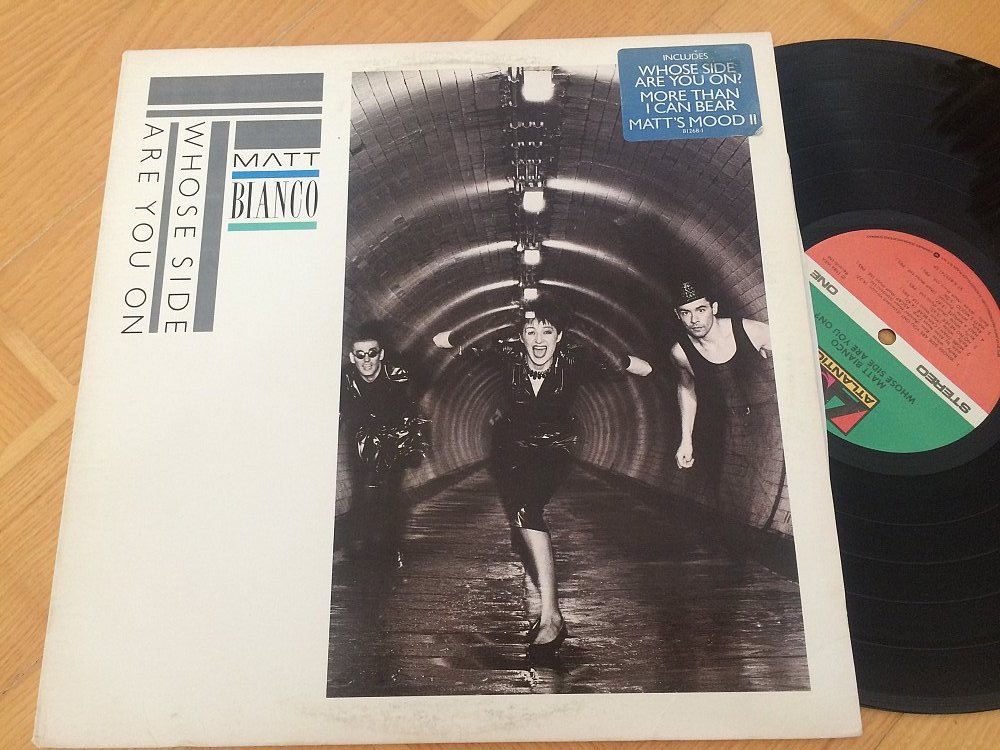 WHOSE SIDE
ARE YOU ON
MATT
BIANCO
INCLUDES
WHOSE SIDE
ARE YOU ON?
MORE THAN
I CAN BEAR
MATT'S MOOD II
81268-1
ONE
STEREO
ATLANTIC
MATT BIANCO
WHOSE SIDE ARE YOU ON?